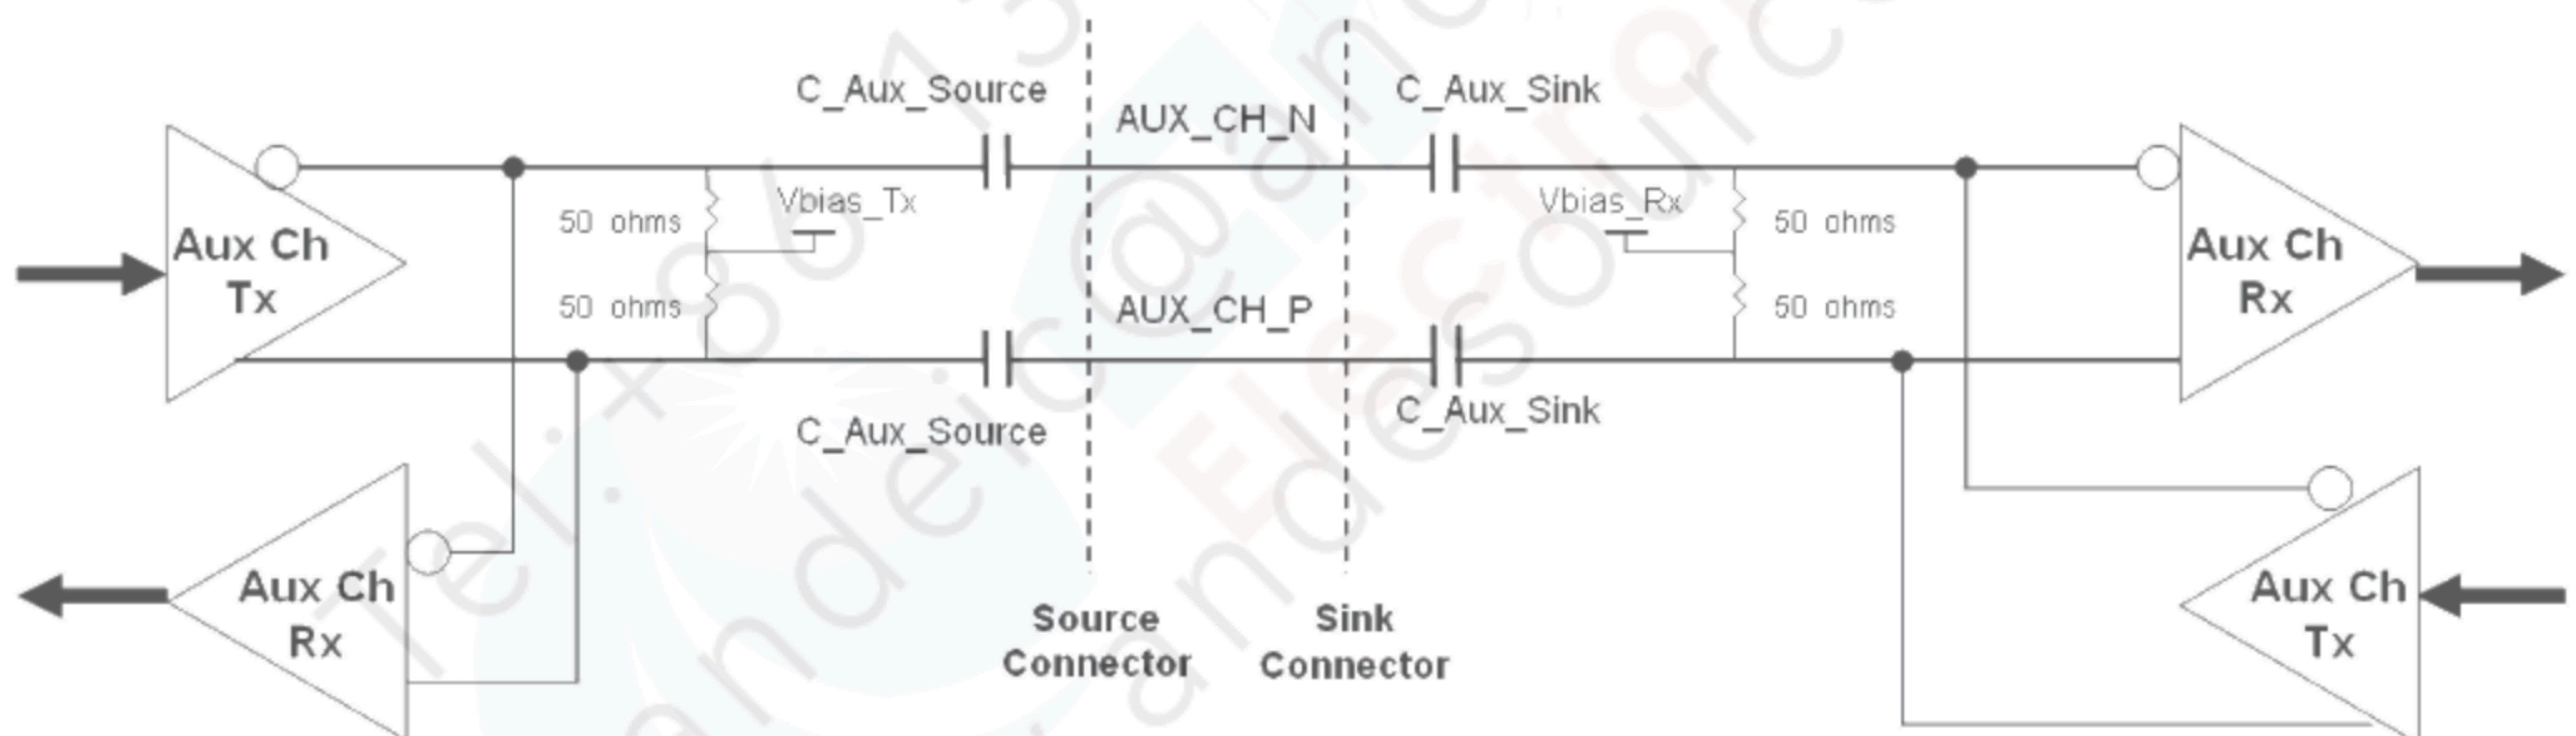 C_Aux_Source
C_Aux_Sink
AUX_CH_N
Vbias_Tx
Vbias_Rx
50 ohms
50 ohms
Aux Ch
Tx
Aux Ch
Rx
50 ohms
50 ohms
AUX_CH_P
C_Aux_Source
C_Aux_Sink
Aux Ch
Rx
Source
Connector
Sink
Connector
Aux Ch
Tx